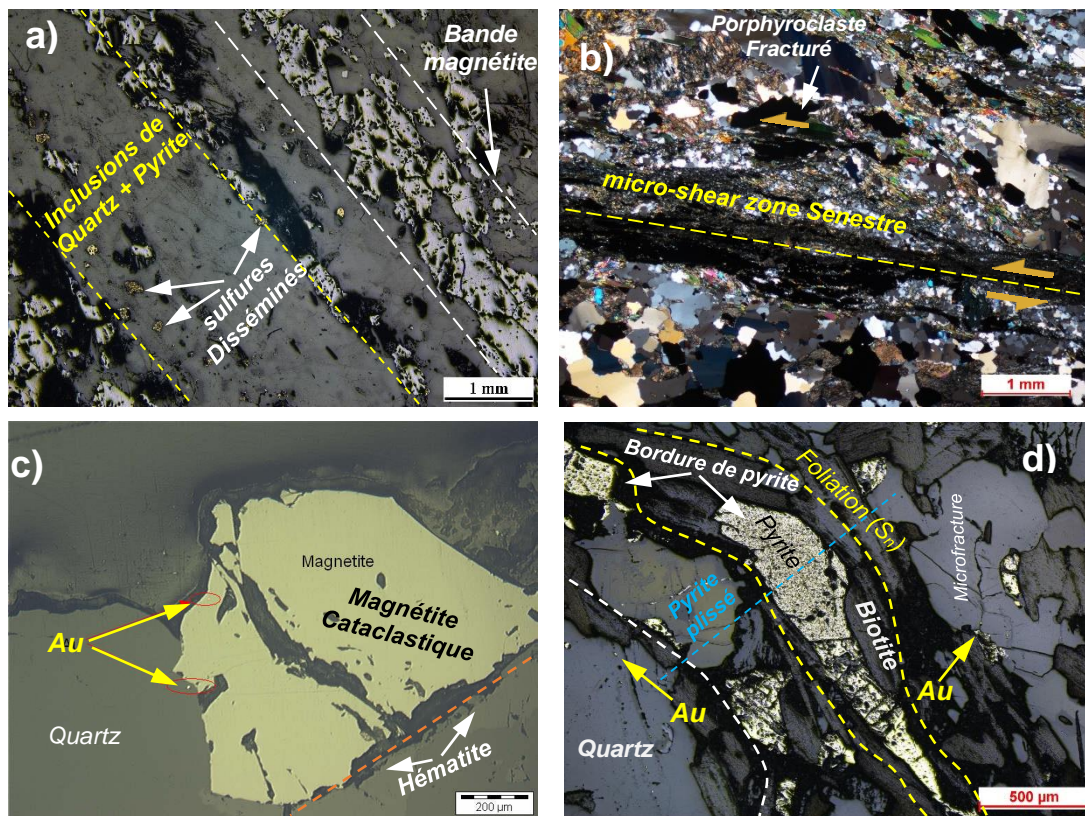 a)
Bande
magnétite
Inclusions de
Quartz + Pyrite
sulfures
Disséminés
1 mm
b)
Porphyroclaste
Fracturé
micro-shear zone Senestre
1 mm
c)
Magnetite
Magnétite
Cataclastique
Au
Quartz
Hématite
200 µm
d)
Bordure de pyrite
Foliation (Sn)
Pyrite
Microfracture
Pyrite
plissé
Biotite
Au
Au
Quartz
500 µm